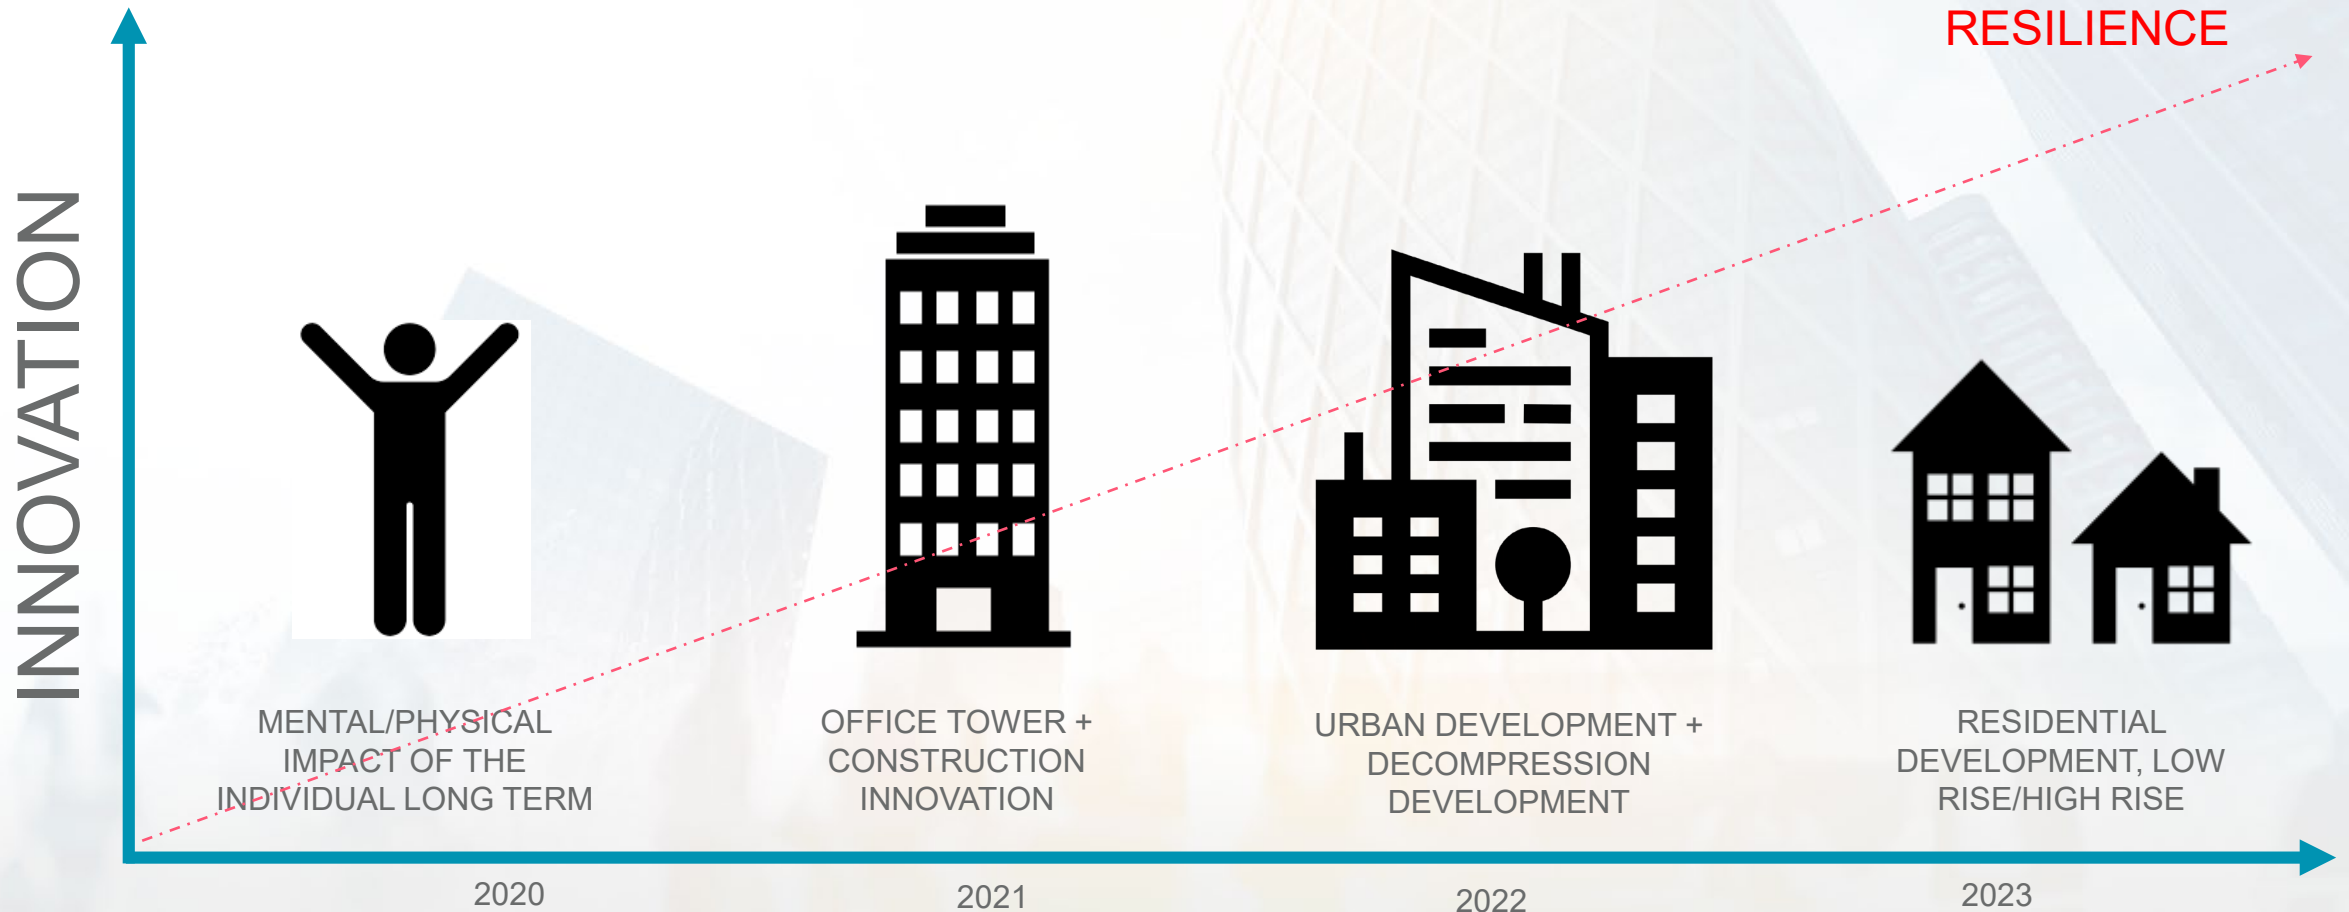 RESILIENCE
INNOVATION
MENTAL/PHYSICAL
IMPACT OF THE
INDIVIDUAL LONG TERM
OFFICE TOWER +
CONSTRUCTION
INNOVATION
URBAN DEVELOPMENT +
DECOMPRESSION
DEVELOPMENT
RESIDENTIAL
DEVELOPMENT, LOW
RISE/HIGH RISE
2020
2021
2022
2023